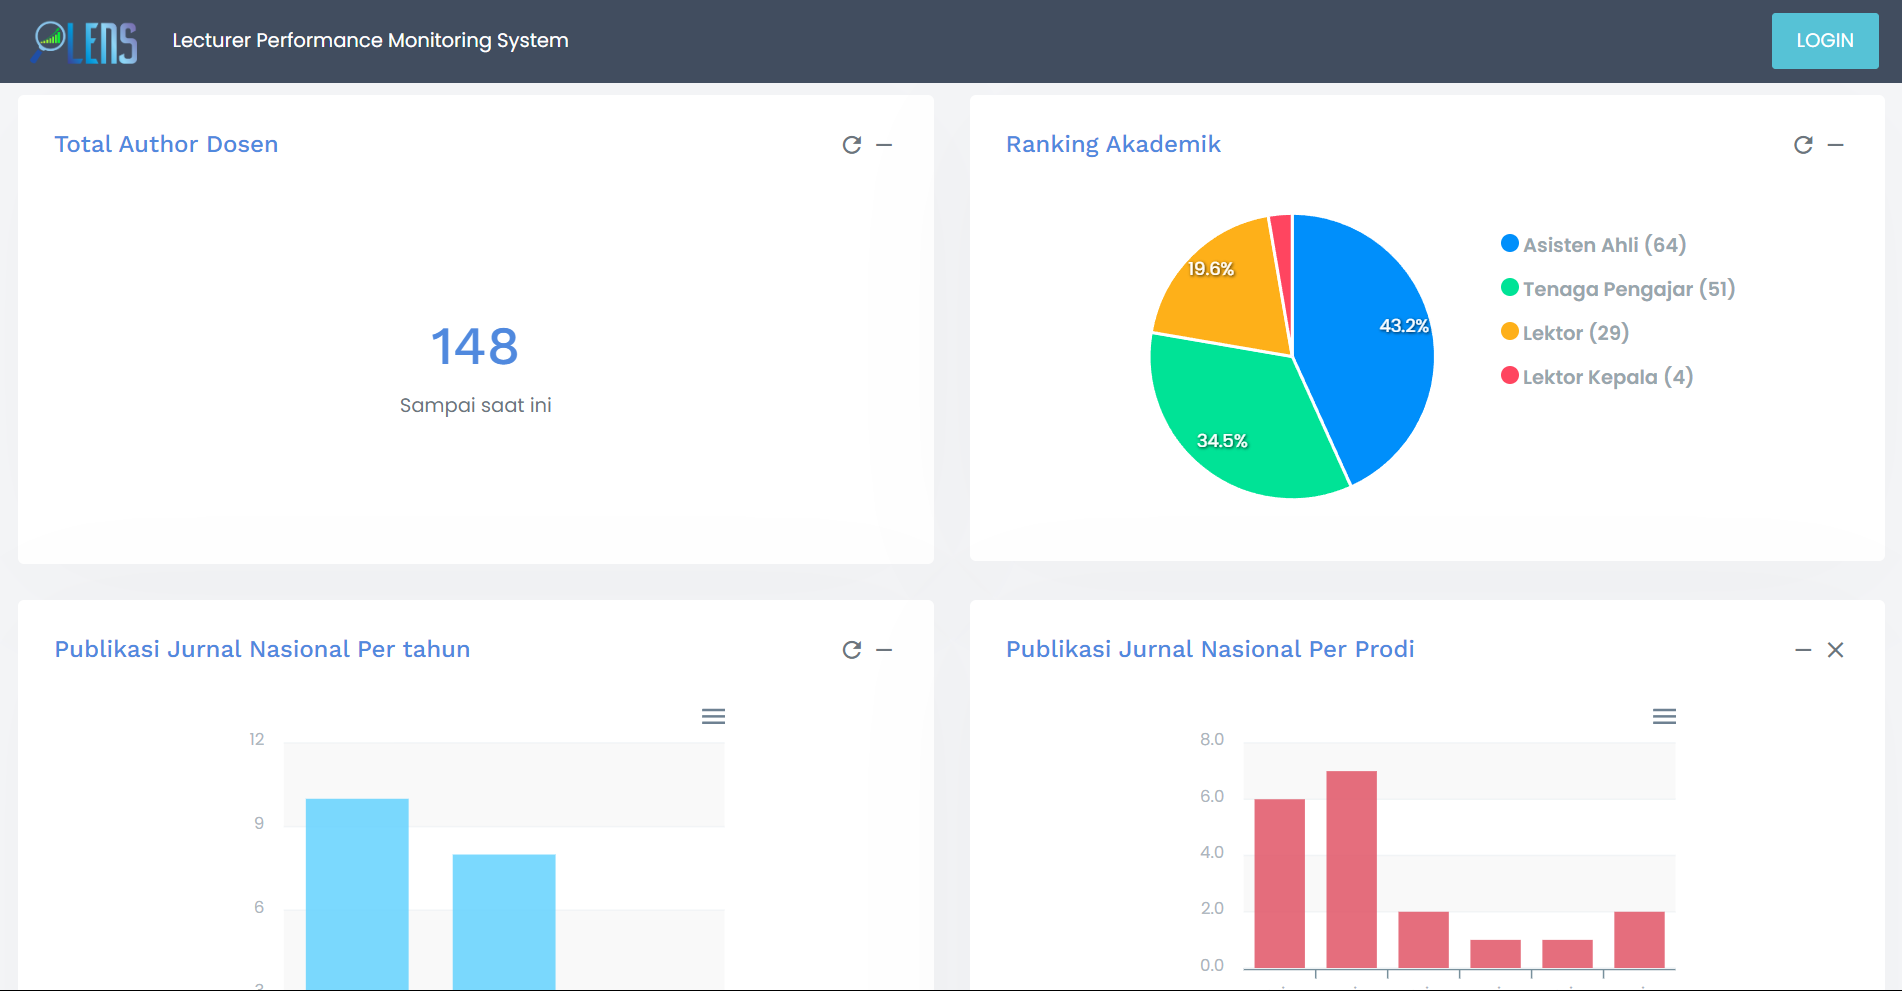 LENS
Lecturer Performance Monitoring System
LOGIN
Total Author Dosen
148
Sampai saat ini
Ranking Akademik
19.6%
43.2%
34.5%
Asisten Ahli (64)
Tenaga Pengajar (51)
Lektor (29)
Lektor Kepala (4)
Publikasi Jurnal Nasional Per tahun
12
9
6
3
Publikasi Jurnal Nasional Per Prodi
8.0
6.0
4.0
2.0
0.0